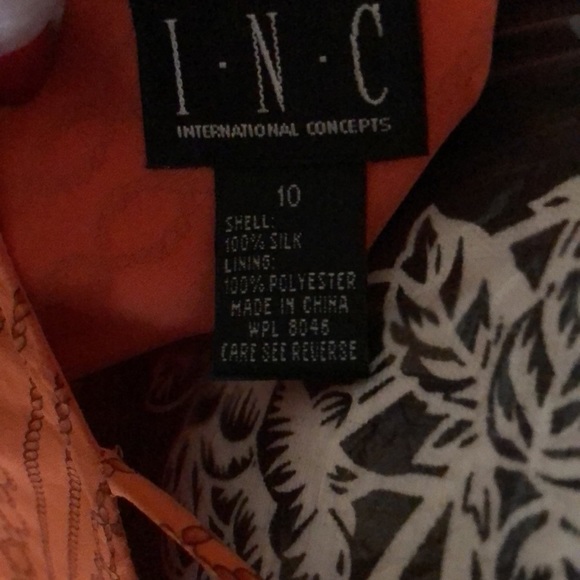 I·N·C
INTERNATIONAL CONCEPTS
10
SHELL:
100% SILK
LINING:
100% POLYESTER
MADE IN CHINA
WPL 8046
CARE SEE REVERSE